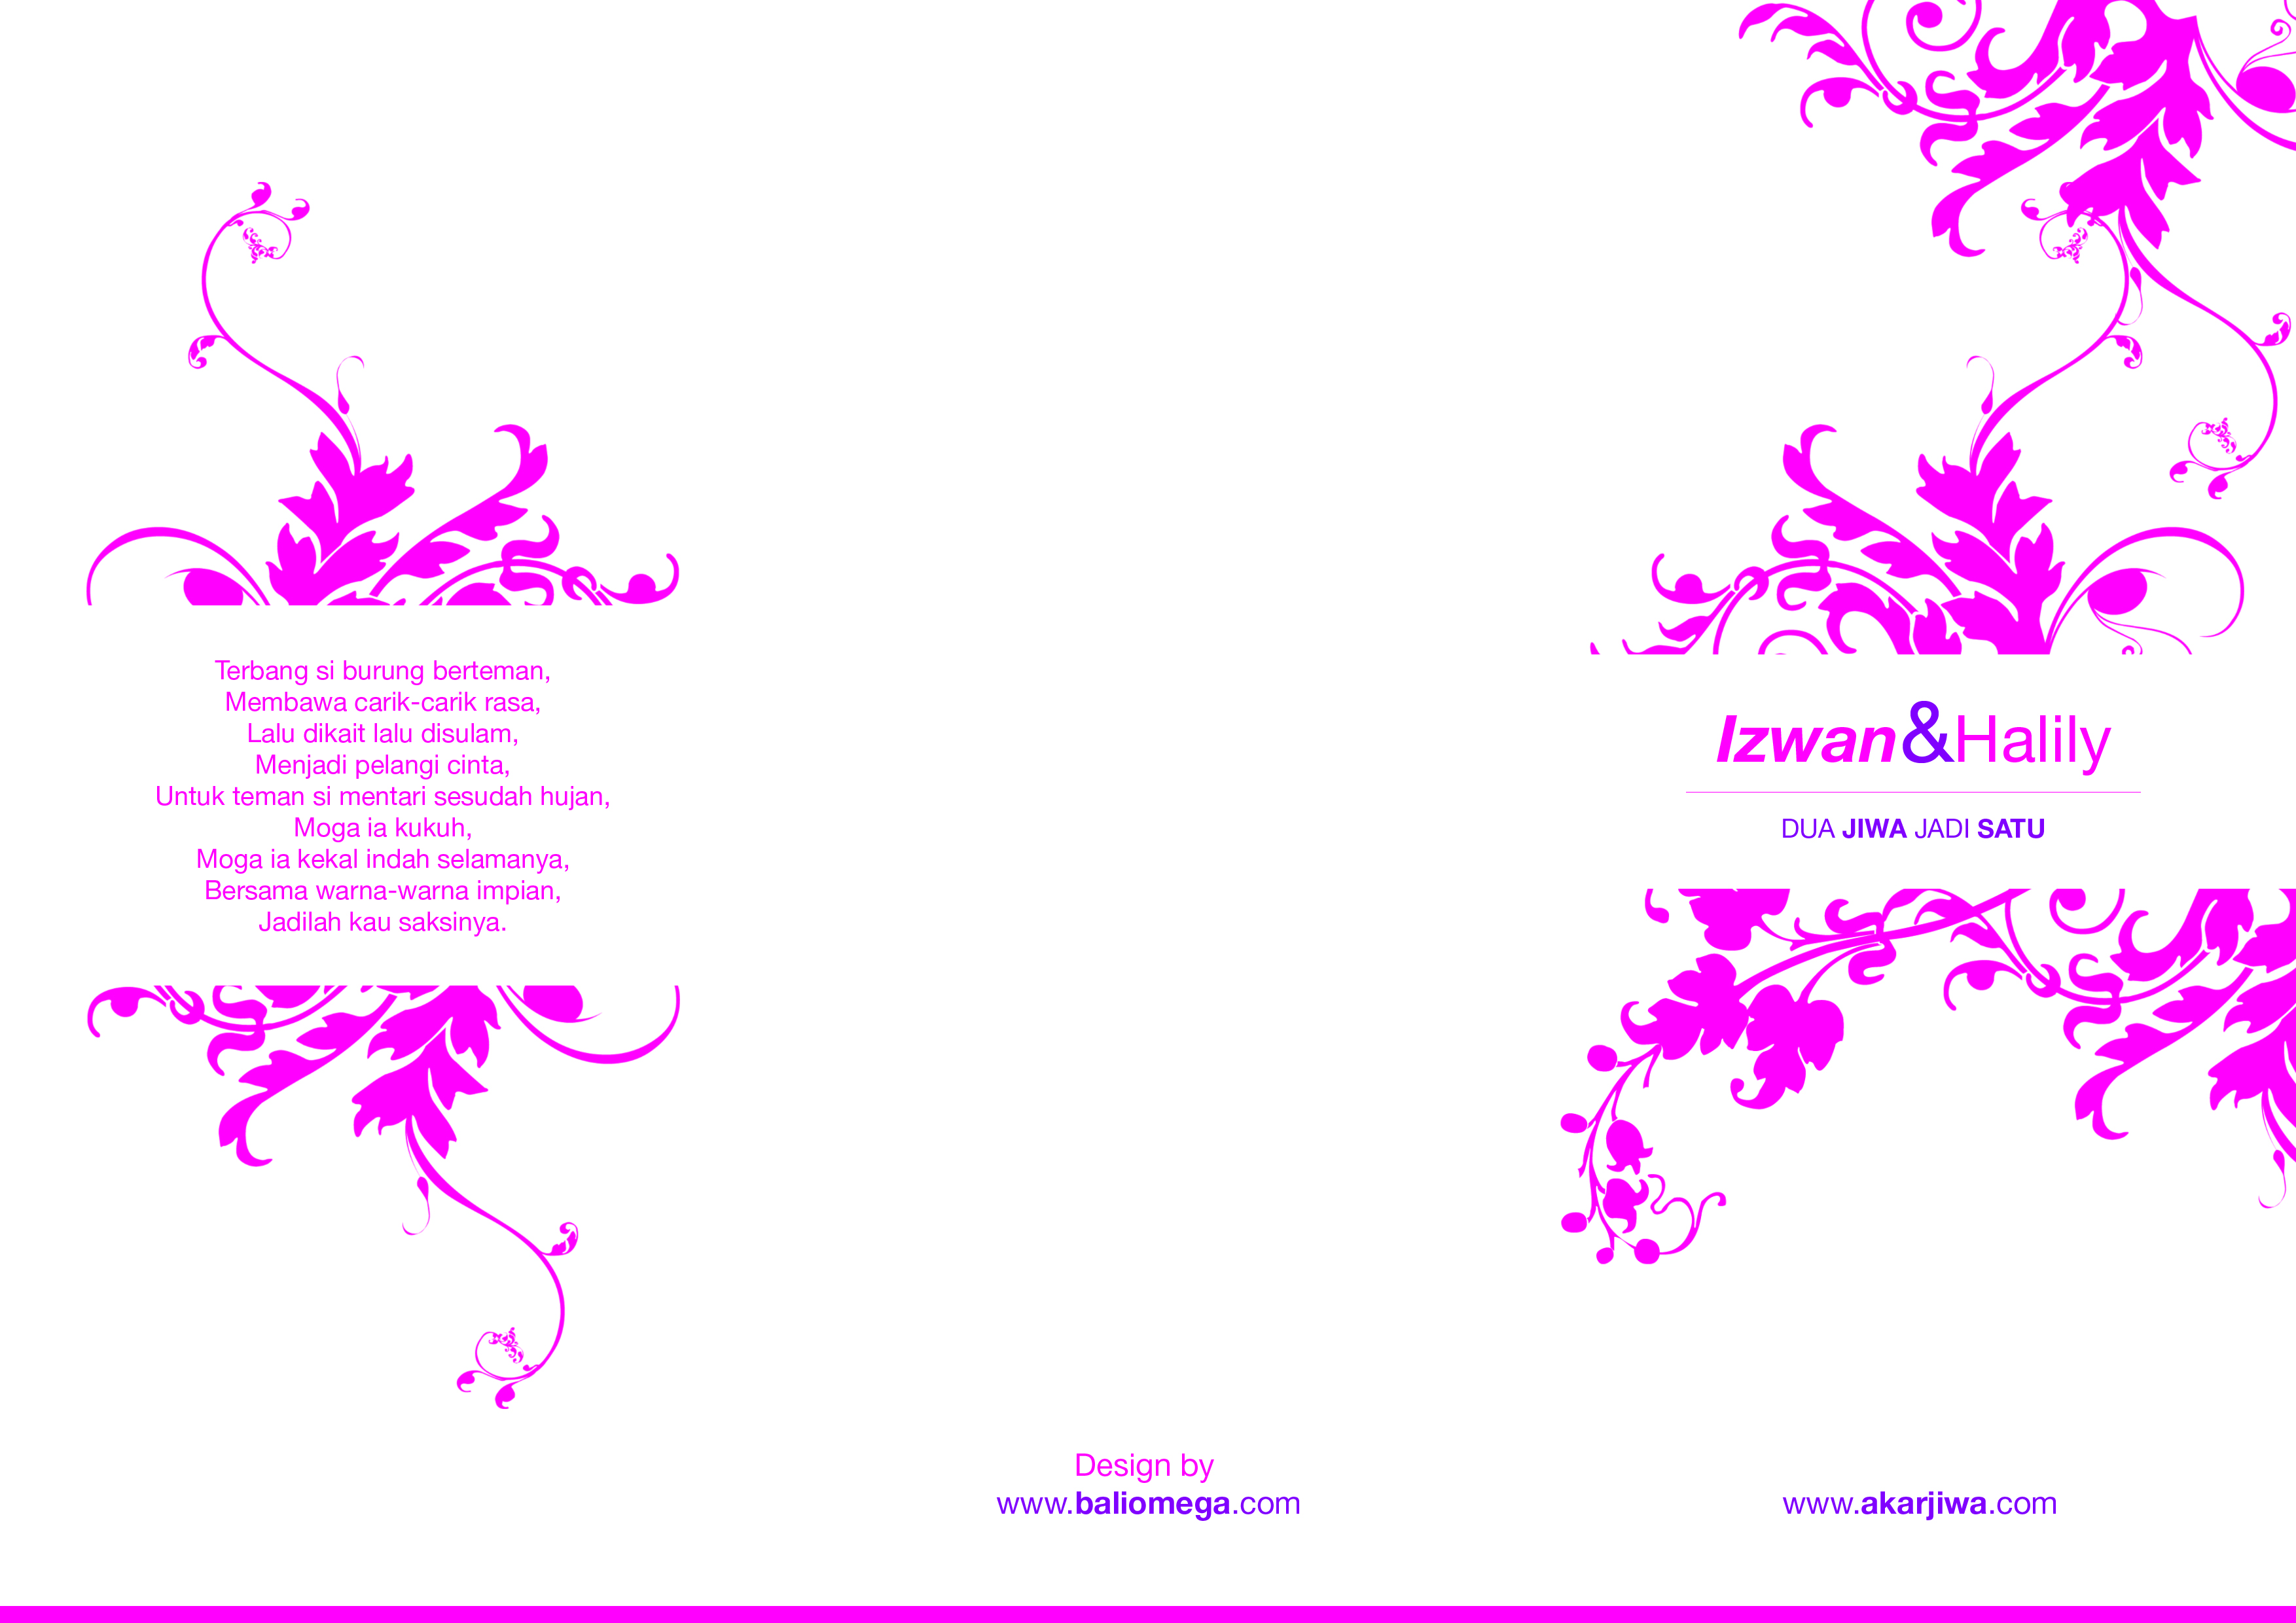 Terbang si burung berteman,
Membawa carik-carik rasa,
Lalu dikait lalu disulam,
Menjadi pelangi cinta,
Untuk teman si mentari sesudah hujan,
Moga ia kukuh,
Moga ia kekal indah selamanya,
Bersama warna-warna impian,
Jadilah kau saksinya.
Design by
www.baliomega.com
Izwan&Halily
DUA JIWA JADI SATU
www.akarjiwa.com